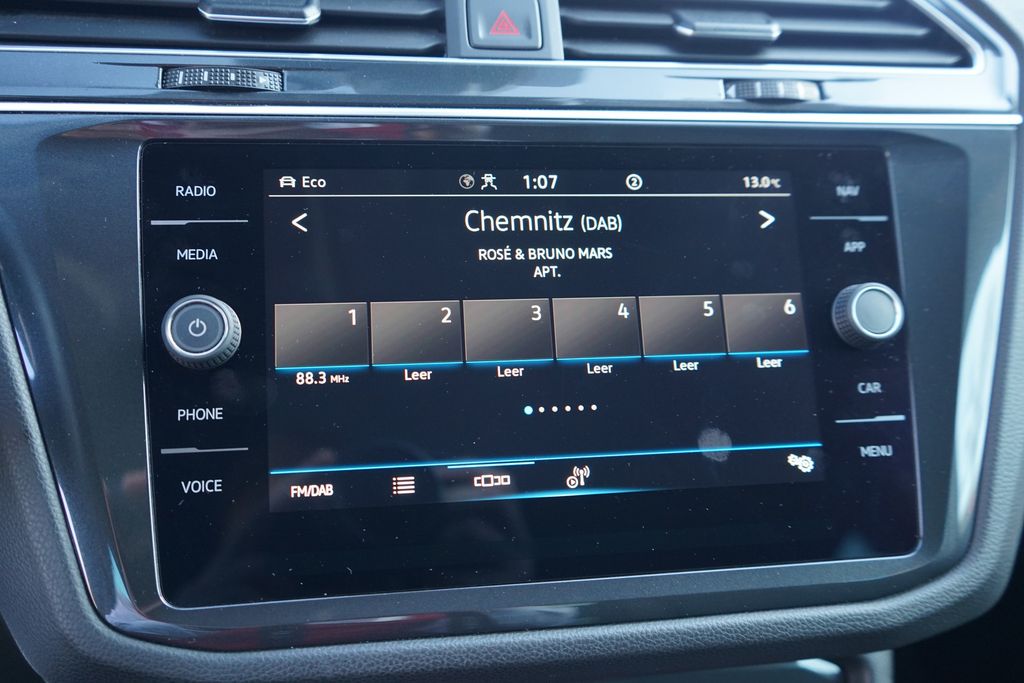 RADIO
MEDIA
PHONE
VOICE
Eco
1:07
2
13.0°C
< Chemnitz (DAB) >
ROSÉ & BRUNO MARS
APT.
1 2 3 4 5 6
88.3 MHz Leer Leer Leer Leer Leer
FM/DAB
NAV
APP
CAR
MENU